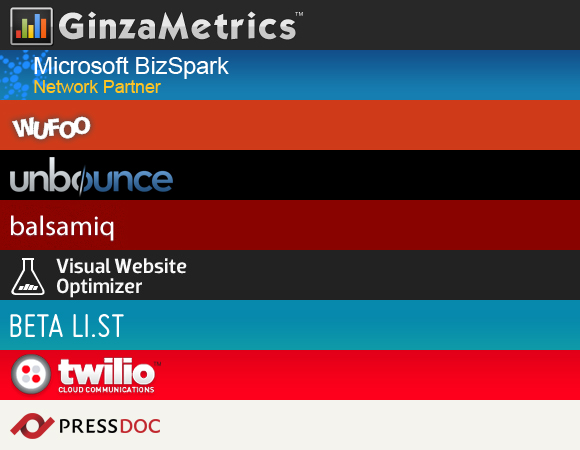 GinzaMetrics™
Microsoft BizSpark
Network Partner
WUFOO
unbounce
balsamiq
Visual Website
Optimizer
BETA LI.ST
twilio™
CLOUD COMMUNICATIONS
PRESSDOC